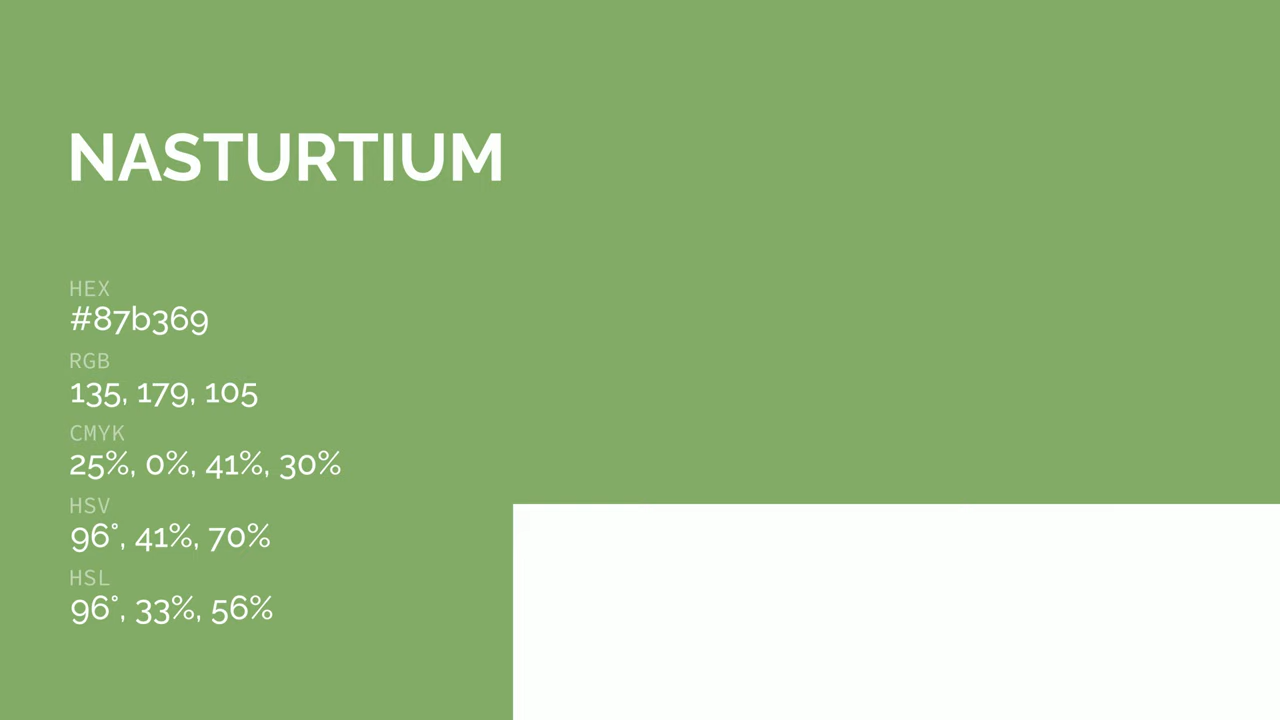 NASTURTIUM
HEX
#87b369
RGB
135, 179, 105
CMYK
25%, 0%, 41%, 30%
HSV
96°, 41%, 70%
HSL
96°, 33%, 56%